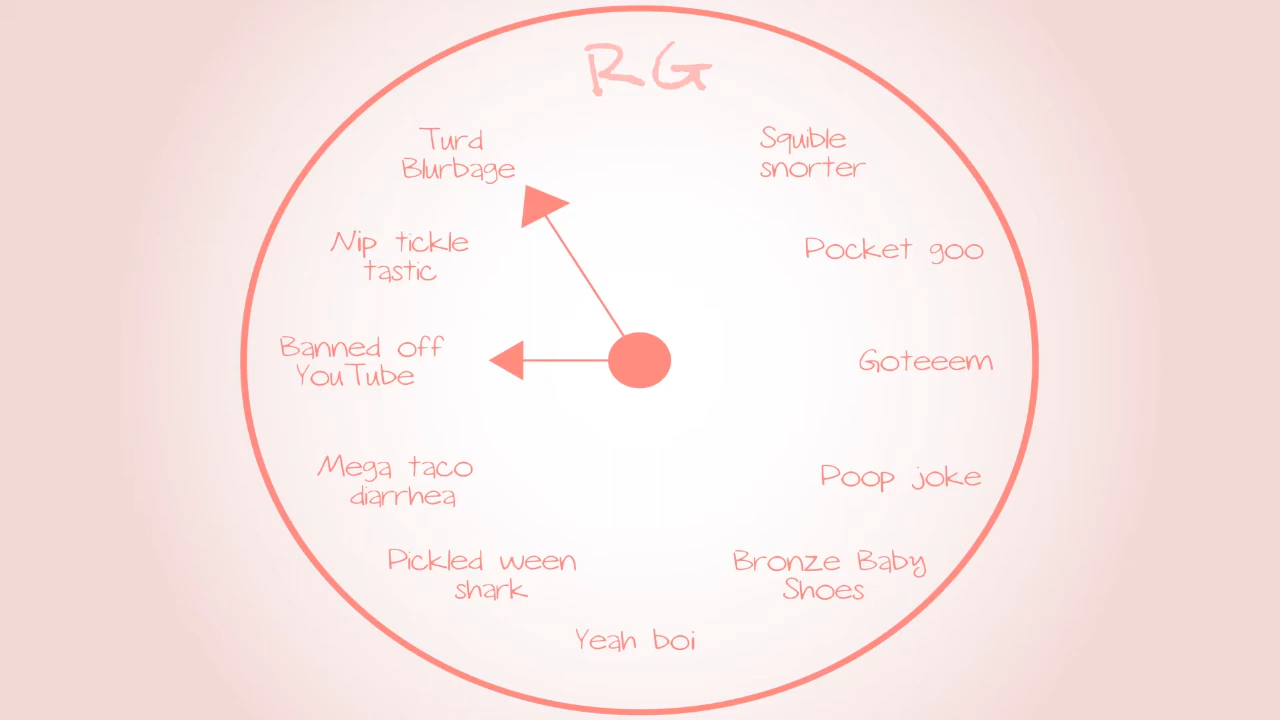 RG
Turd
Blurbage
Squible
snorter
Nip tickle
tastic
Pocket goo
Banned off
YouTube
Goteeem
Mega taco
diarrhea
Poop joke
Pickled ween
shark
Bronze Baby
Shoes
Yeah boi